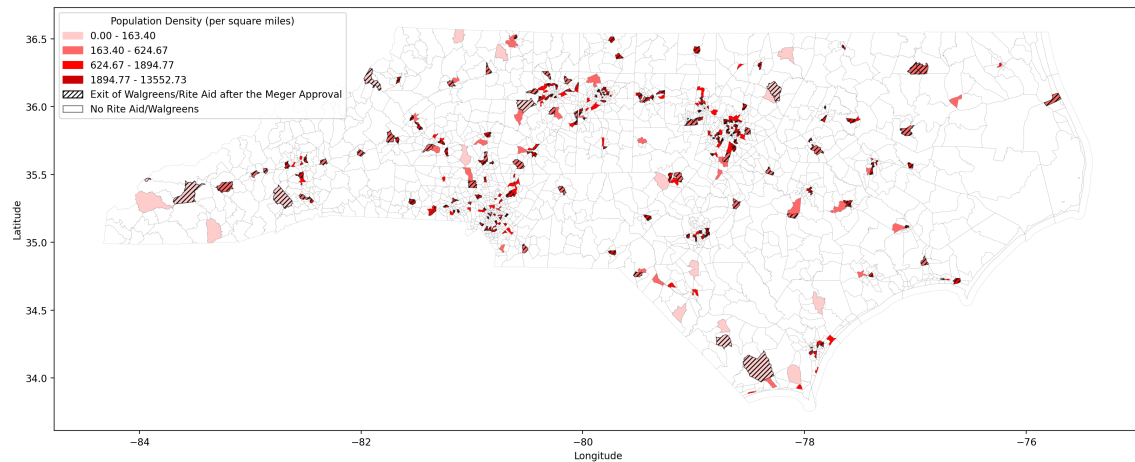 Population Density (per square miles)
0.00 - 163.40
163.40 - 624.67
624.67 - 1894.77
1894.77 - 13552.73
Exit of Walgreens/Rite Aid after the Meger Approval
No Rite Aid/Walgreens
Latitude
36.5
36.0
35.5
35.0
34.5
34.0
−84
−82
−80
−78
−76
Longitude